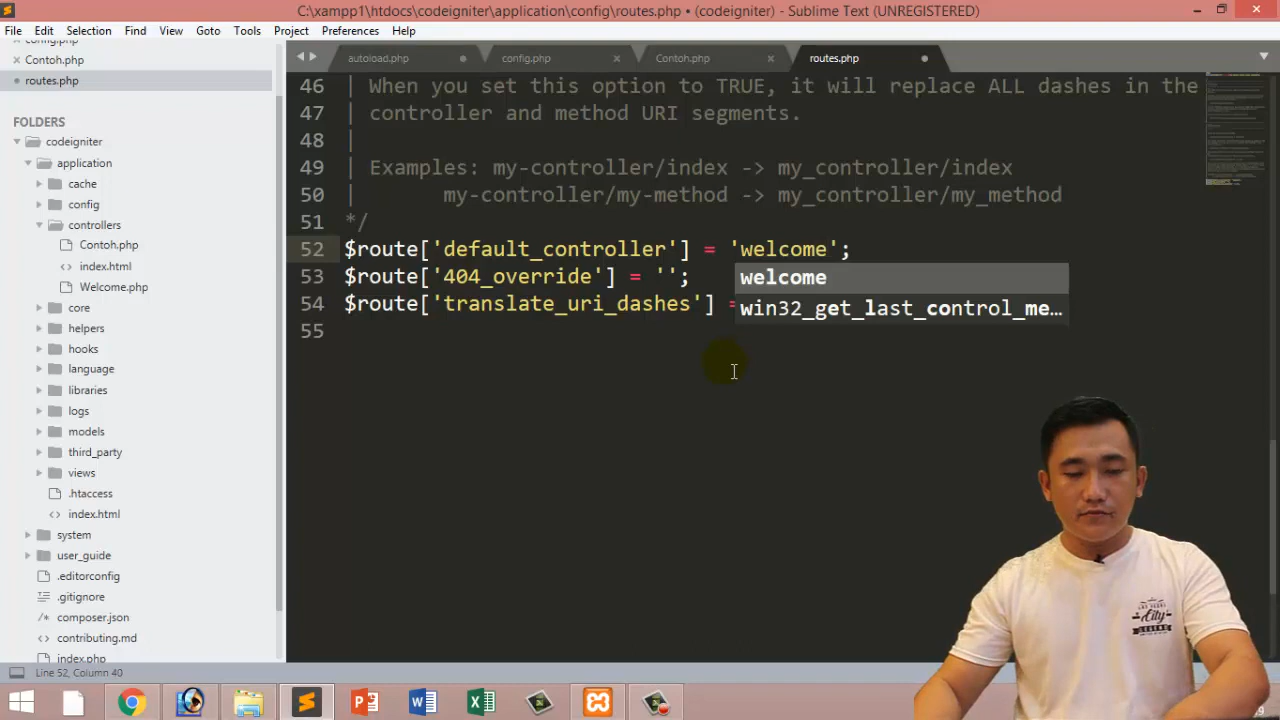 C:\xampp1\htdocs\codeigniter\application\config\routes.php • (codeigniter) - Sublime Text (UNREGISTERED)
File Edit Selection Find View Goto Tools Project Preferences Help
config.php
Contoh.php
routes.php
FOLDERS
codeigniter
application
cache
config
controllers
Contoh.php
index.html
Welcome.php
core
helpers
hooks
language
libraries
logs
models
third_party
views
.htaccess
index.html
system
user_guide
.editorconfig
.gitignore
composer.json
contributing.md
index.php
autoload.php config.php Contoh.php routes.php
46 | When you set this option to TRUE, it will replace ALL dashes in the
47 | controller and method URI segments.
48 |
49 | Examples: my-controller/index -> my_controller/index
50 | my-controller/my-method -> my_controller/my_method
51 */
52 $route['default_controller'] = 'welcome';
53 $route['404_override'] = '';
54 $route['translate_uri_dashes'] =
55
welcome
win32_get_last_control_me…
Line 52, Column 40